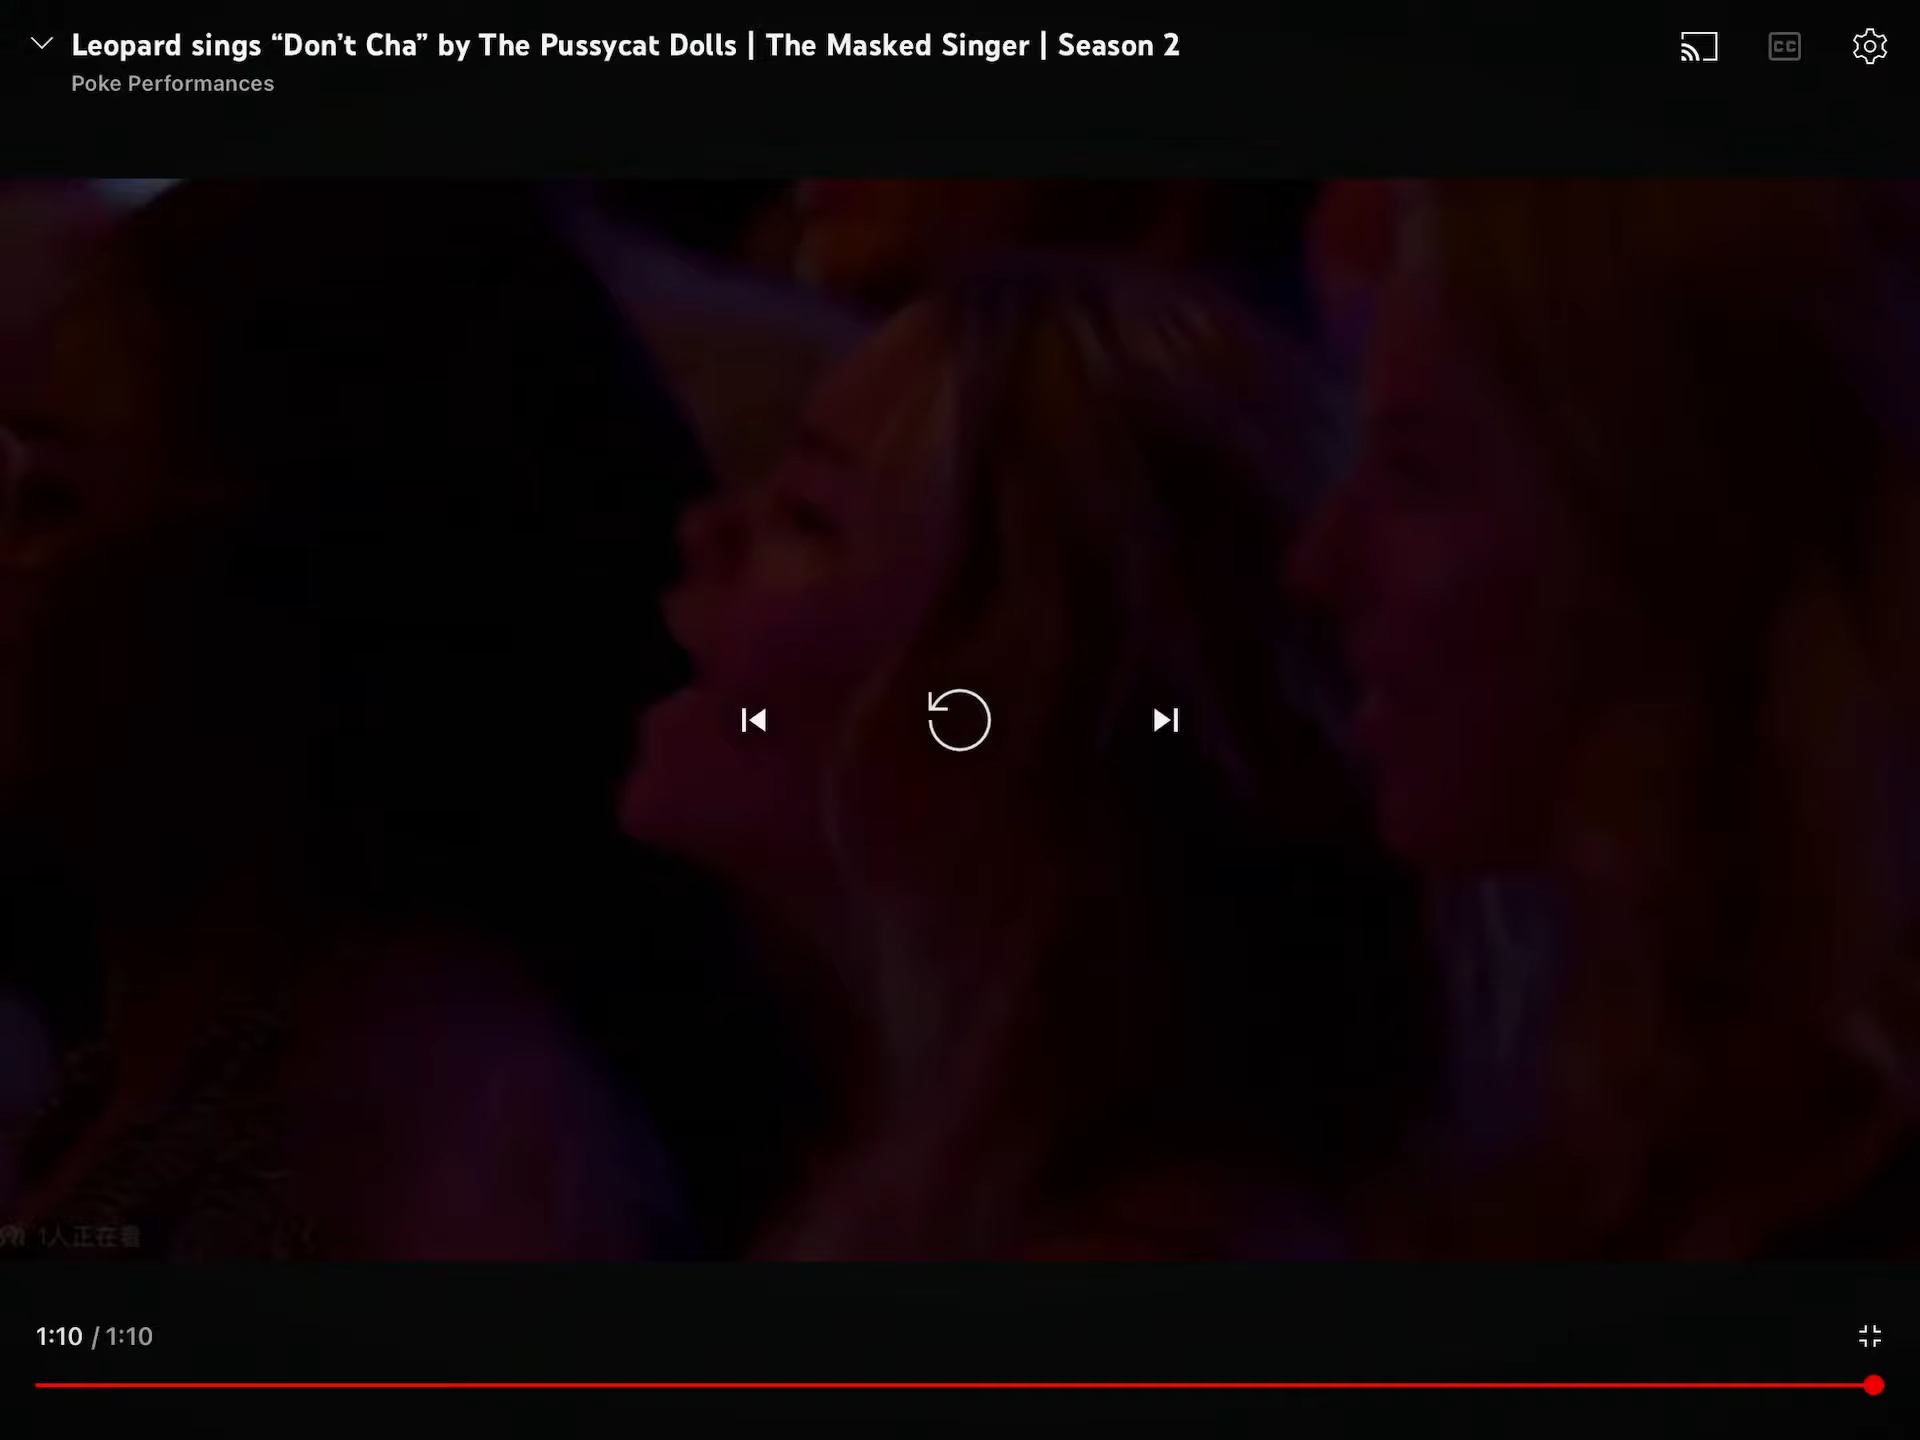 Leopard sings “Don’t Cha” by The Pussycat Dolls | The Masked Singer | Season 2
Poke Performances
CC
1人正在看
1:10 / 1:10